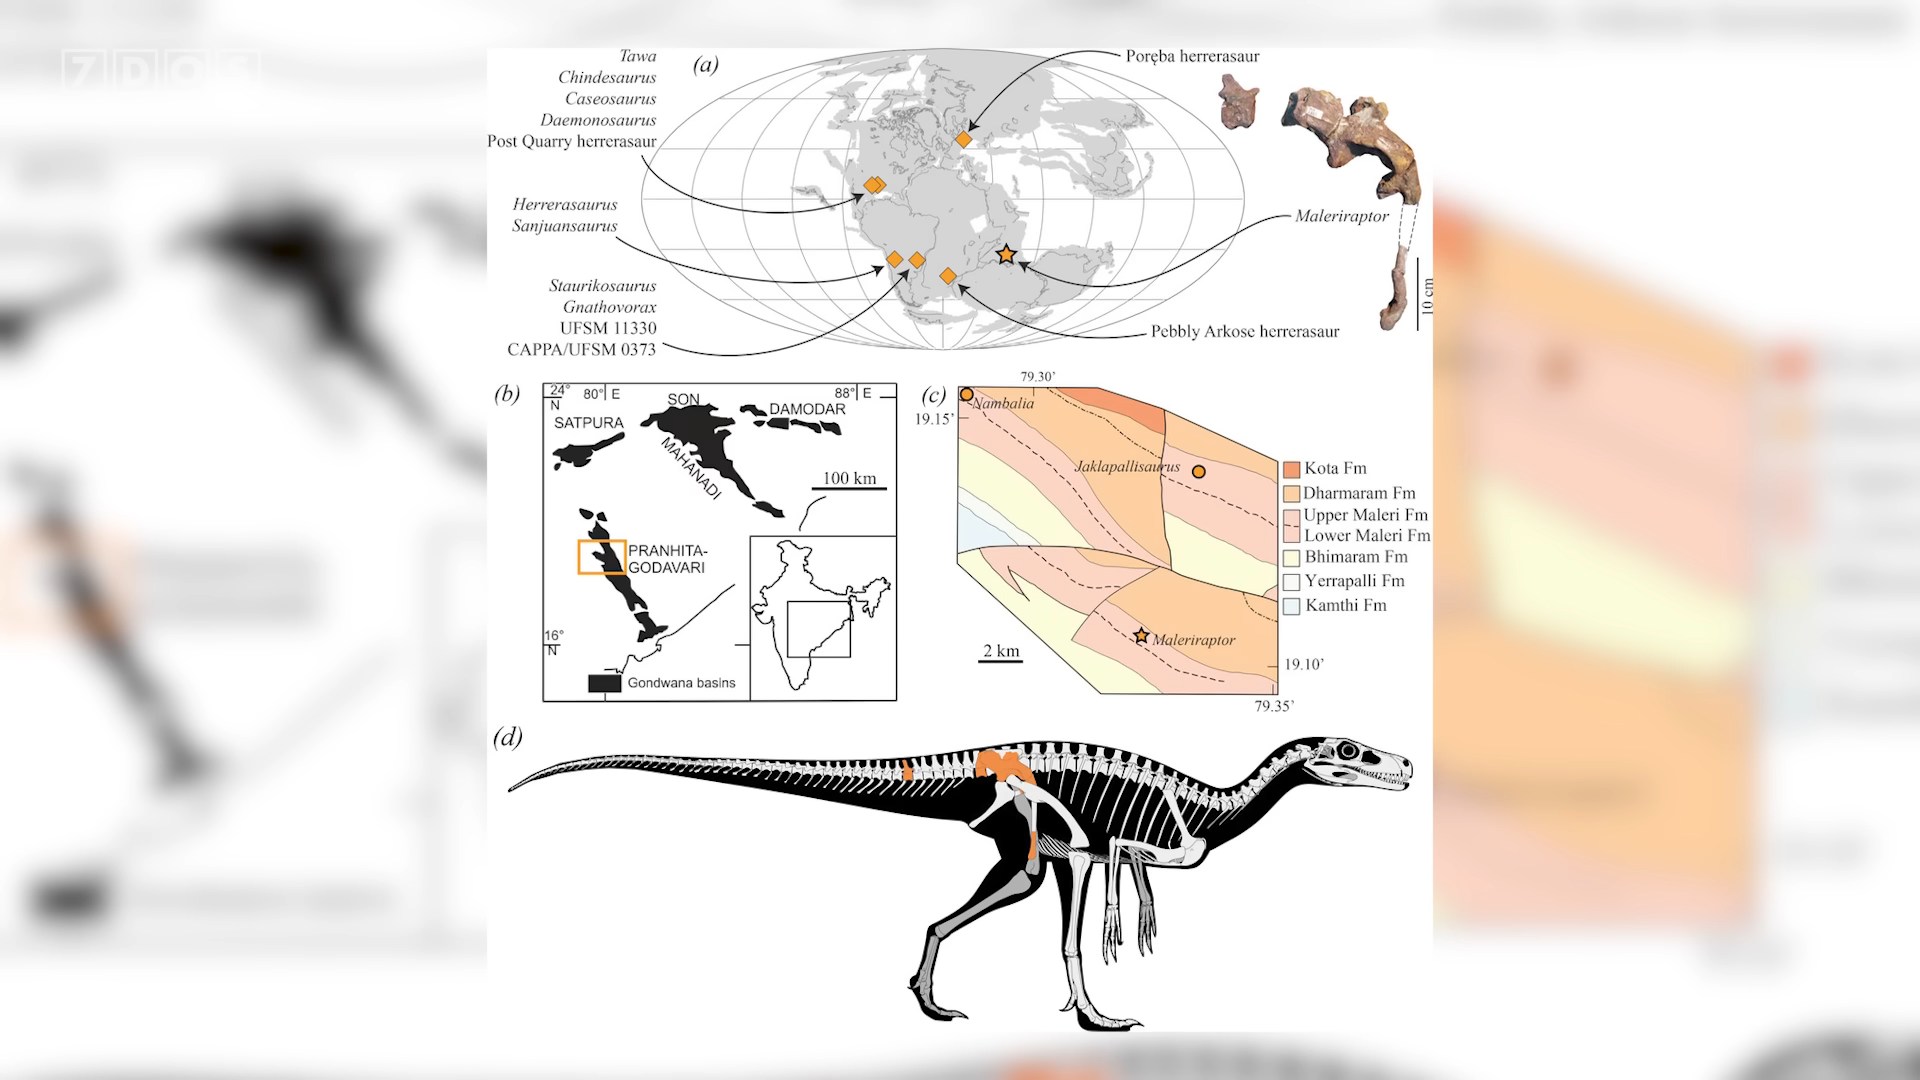 ZDOC
(a)
Tawa
Chindesaurus
Caseosaurus
Daemonosaurus
Post Quarry herrerasaur
Herrerasaurus
Sanjuansaurus
Staurikosaurus
Gnathovorax
UFSM 11330
CAPPA/UFSM 0373
Poręba herrerasaur
Maleriraptor
Pebbly Arkose herrerasaur
10 cm
(b)
24°
N
80° E
88° E
SATPURA
SON
MAHANADI
DAMODAR
100 km
PRANHITA-
GODAVARI
16°
N
Gondwana basins
(c)
79.30’
19.15’
Nambalia
Jaklapallisaurus
Maleriraptor
2 km
19.10’
79.35’
Kota Fm
Dharmaram Fm
Upper Maleri Fm
Lower Maleri Fm
Bhimaram Fm
Yerrapalli Fm
Kamthi Fm
(d)